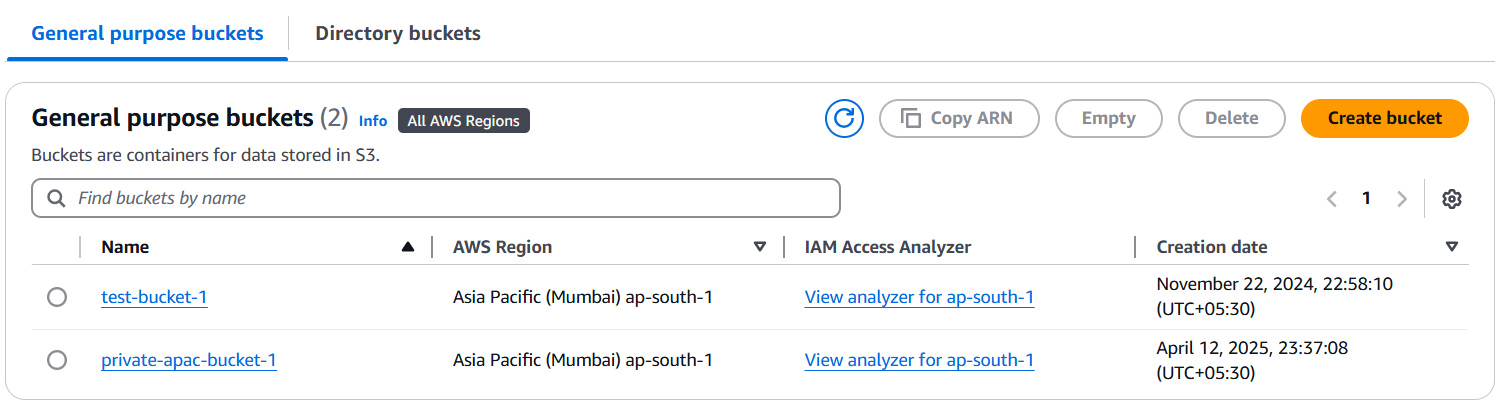 General purpose buckets
Directory buckets
General purpose buckets (2) Info All AWS Regions
Copy ARN
Empty
Delete
Create bucket
Buckets are containers for data stored in S3.
Find buckets by name
1
Name AWS Region IAM Access Analyzer Creation date
test-bucket-1 Asia Pacific (Mumbai) ap-south-1 View analyzer for ap-south-1 November 22, 2024, 22:58:10
(UTC+05:30)
private-apac-bucket-1 Asia Pacific (Mumbai) ap-south-1 View analyzer for ap-south-1 April 12, 2025, 23:37:08
(UTC+05:30)